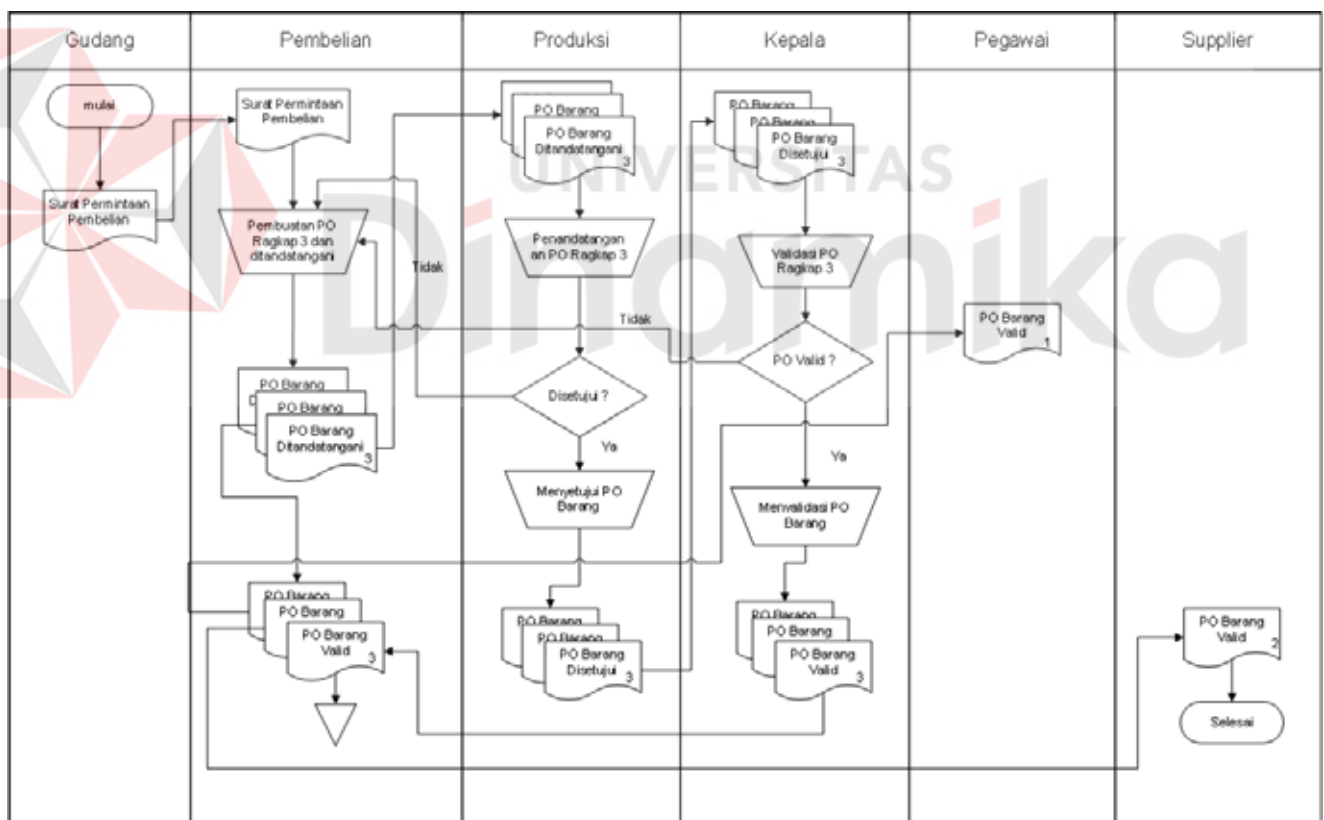 Gudang
Pembelian
Produksi
Kepala
Pegawai
Supplier
mulai
Surat Permintaan
Pembelian
Surat Permintaan
Pembelian
Pembuatan PO
Ragkap 3 dan
ditandatangani
Tidak
PO Barang
PO Barang
PO Barang
Ditandatangani
3
PO Barang
PO Barang
PO Barang
Valid
3
PO Barang
PO Barang
Ditandatangani
3
Penandatangan
an PO Ragkap 3
Tidak
Disetujui ?
Ya
Menyetujui PO
Barang
PO Barang
PO Barang
PO Barang
Disetujui
3
PO Barang
PO Barang
PO Barang
Disetujui
3
Validasi PO
Ragkap 3
PO Valid ?
Ya
Menvalidasi PO
Barang
PO Barang
PO Barang
PO Barang
Valid
3
PO Barang
Valid
1
PO Barang
Valid
2
Selesai
UNIVERSITAS
Dinamika